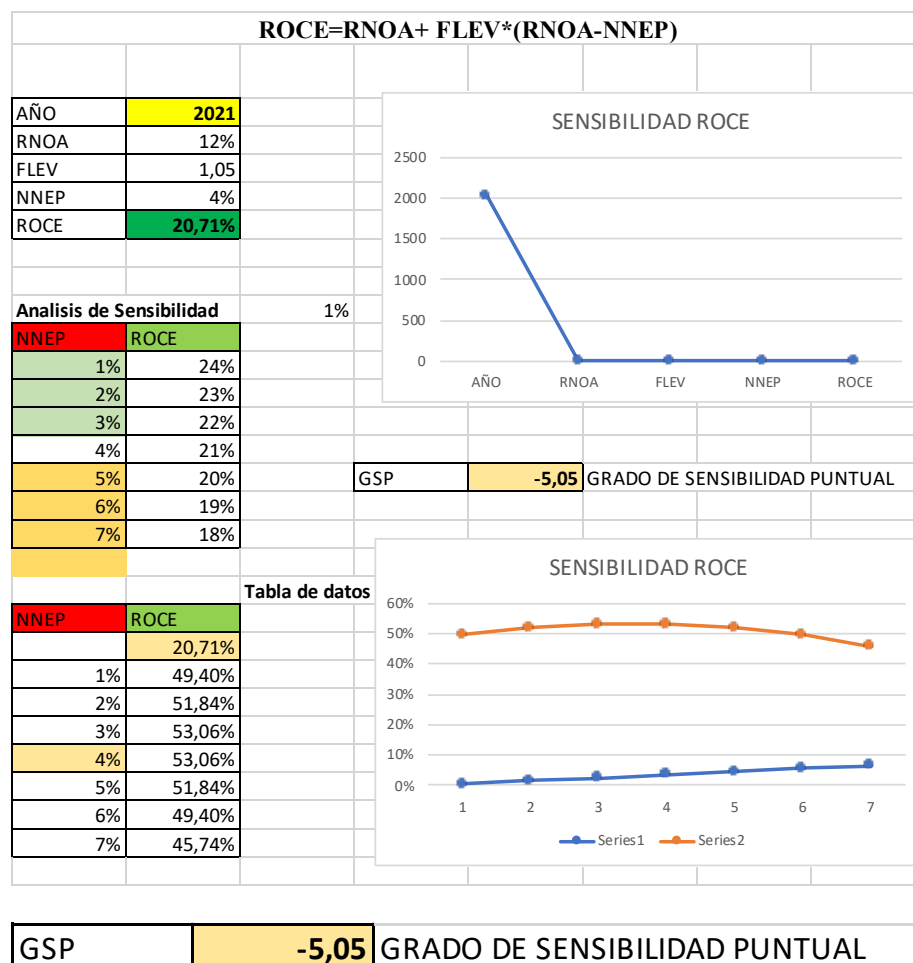 ROCE=RNOA+ FLEV*(RNOA-NNEP)
AÑO 2021
RNOA 12%
FLEV 1,05
NNEP 4%
ROCE 20,71%
SENSIBILIDAD ROCE
2500
2000
1500
1000
500
0
AÑO RNOA FLEV NNEP ROCE
Analisis de Sensibilidad 1%
NNEP ROCE
1% 24%
2% 23%
3% 22%
4% 21%
5% 20%
6% 19%
7% 18%
GSP -5,05 GRADO DE SENSIBILIDAD PUNTUAL
Tabla de datos
NNEP ROCE
20,71%
1% 49,40%
2% 51,84%
3% 53,06%
4% 53,06%
5% 51,84%
6% 49,40%
7% 45,74%
SENSIBILIDAD ROCE
60%
50%
40%
30%
20%
10%
0%
1 2 3 4 5 6 7
Series1 Series2
GSP -5,05 GRADO DE SENSIBILIDAD PUNTUAL